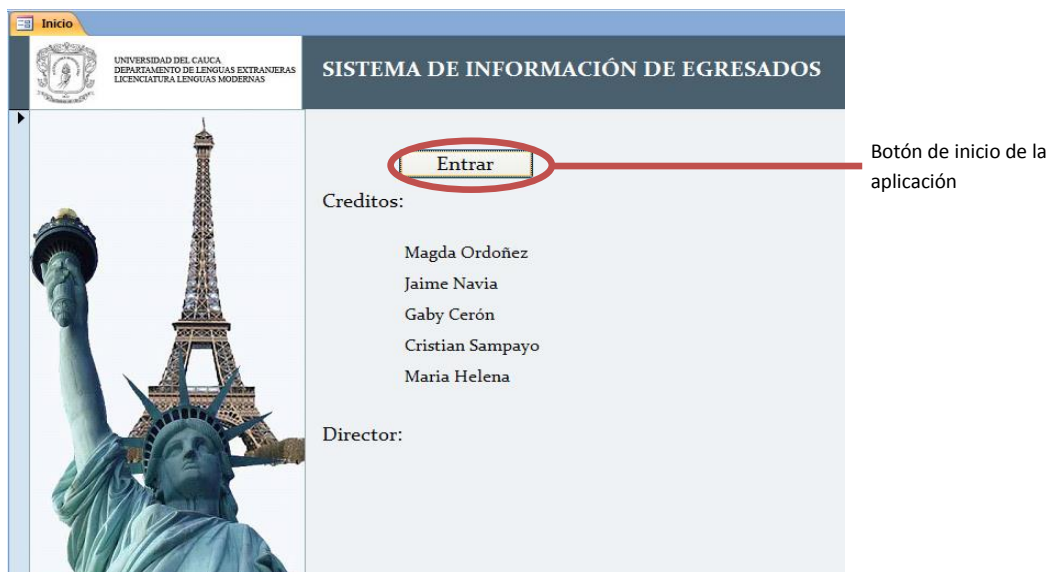 Inicio
UNIVERSIDAD DEL CAUCA
DEPARTAMENTO DE LENGUAS EXTRANJERAS
LICENCIATURA LENGUAS MODERNAS
SISTEMA DE INFORMACIÓN DE EGRESADOS
Entrar
Botón de inicio de la
aplicación
Creditos:
Magda Ordoñez
Jaime Navia
Gaby Cerón
Cristian Sampayo
Maria Helena
Director: